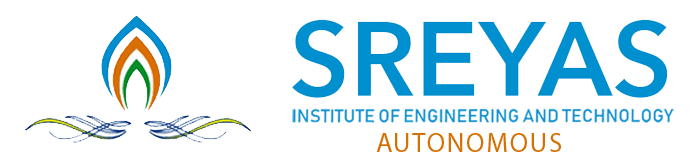 SREYAS
INSTITUTE OF ENGINEERING AND TECHNOLOGY
AUTONOMOUS